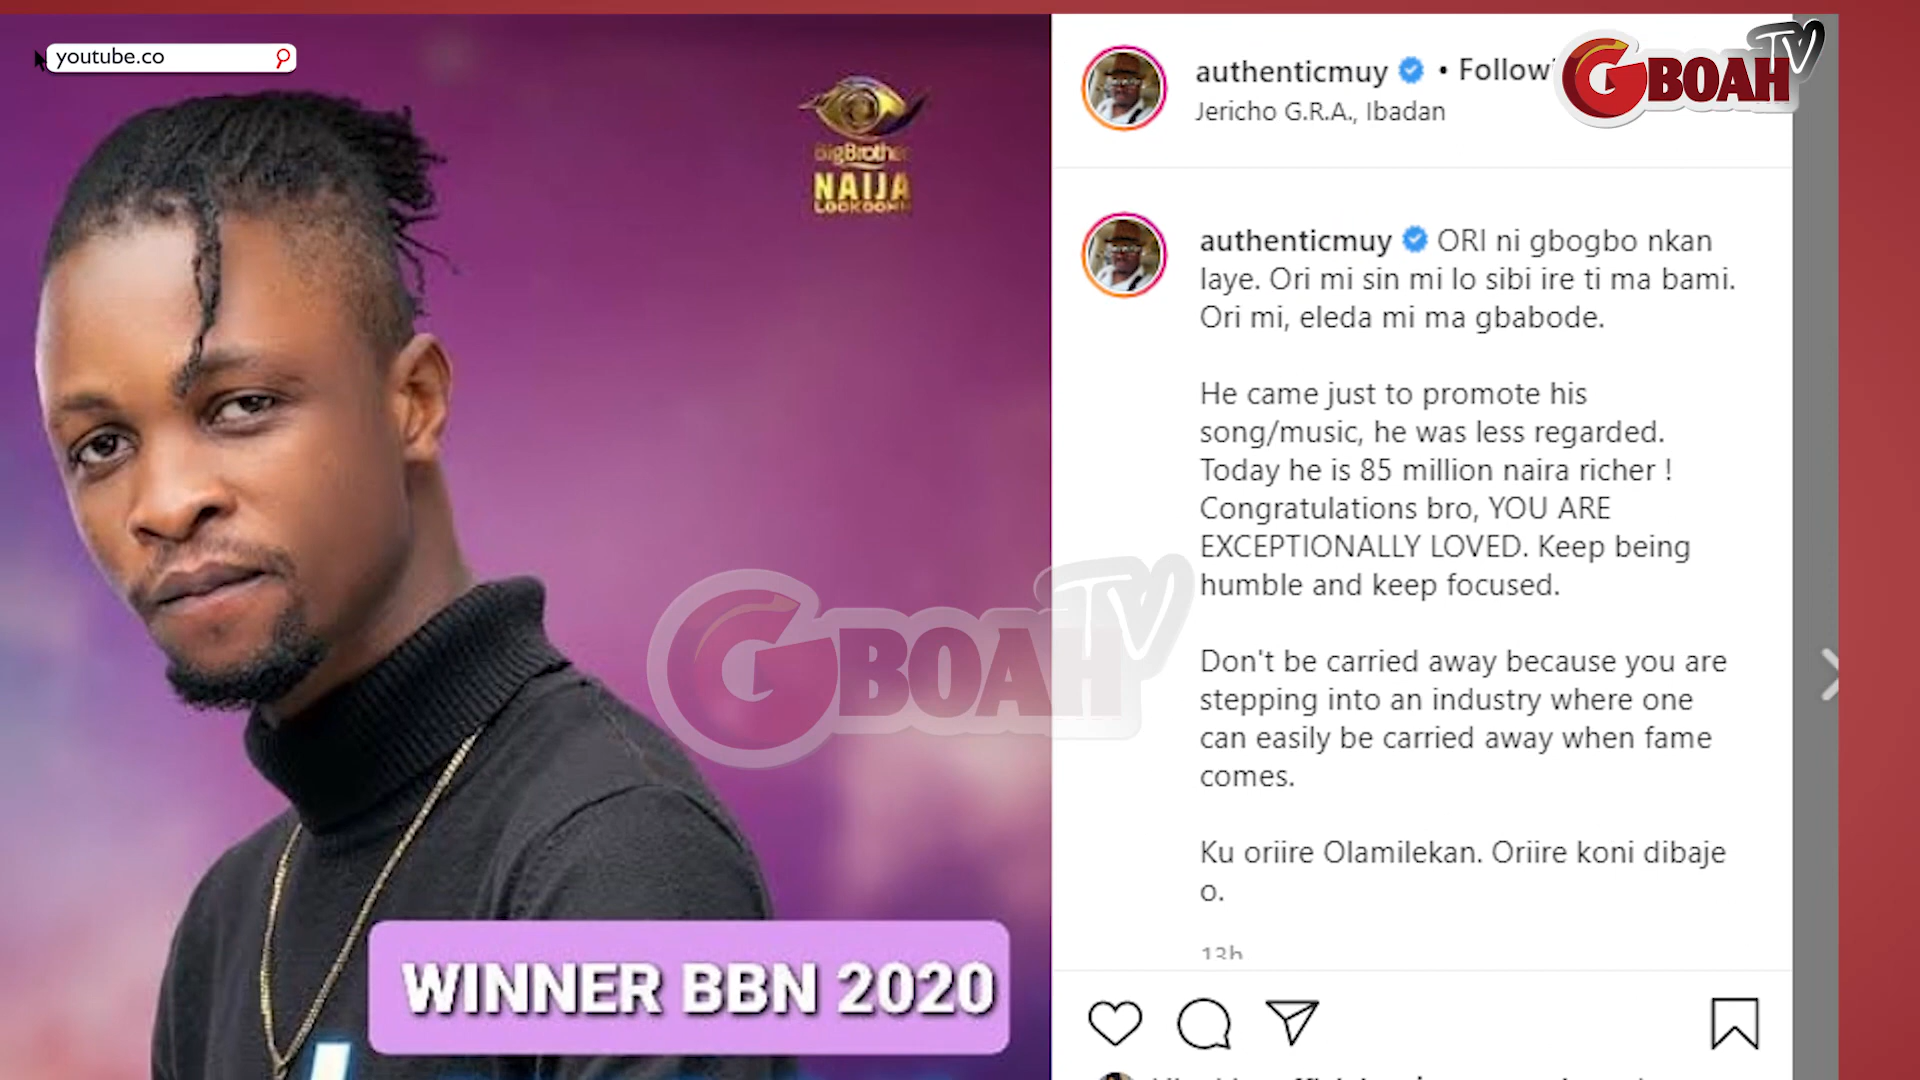 youtube.co
BigBrother
NAIJA
LOCKDOWN
WINNER BBN 2020
GBOAH TV
authenticmuy • Follow
Jericho G.R.A., Ibadan
GBOAH TV
authenticmuy ORI ni gbogbo nkan
laye. Ori mi sin mi lo sibi ire ti ma bami.
Ori mi, eleda mi ma gbabode.
He came just to promote his
song/music, he was less regarded.
Today he is 85 million naira richer !
Congratulations bro, YOU ARE
EXCEPTIONALLY LOVED. Keep being
humble and keep focused.
Don't be carried away because you are
stepping into an industry where one
can easily be carried away when fame
comes.
Ku oriire Olamilekan. Oriire koni dibaje
o.
13h